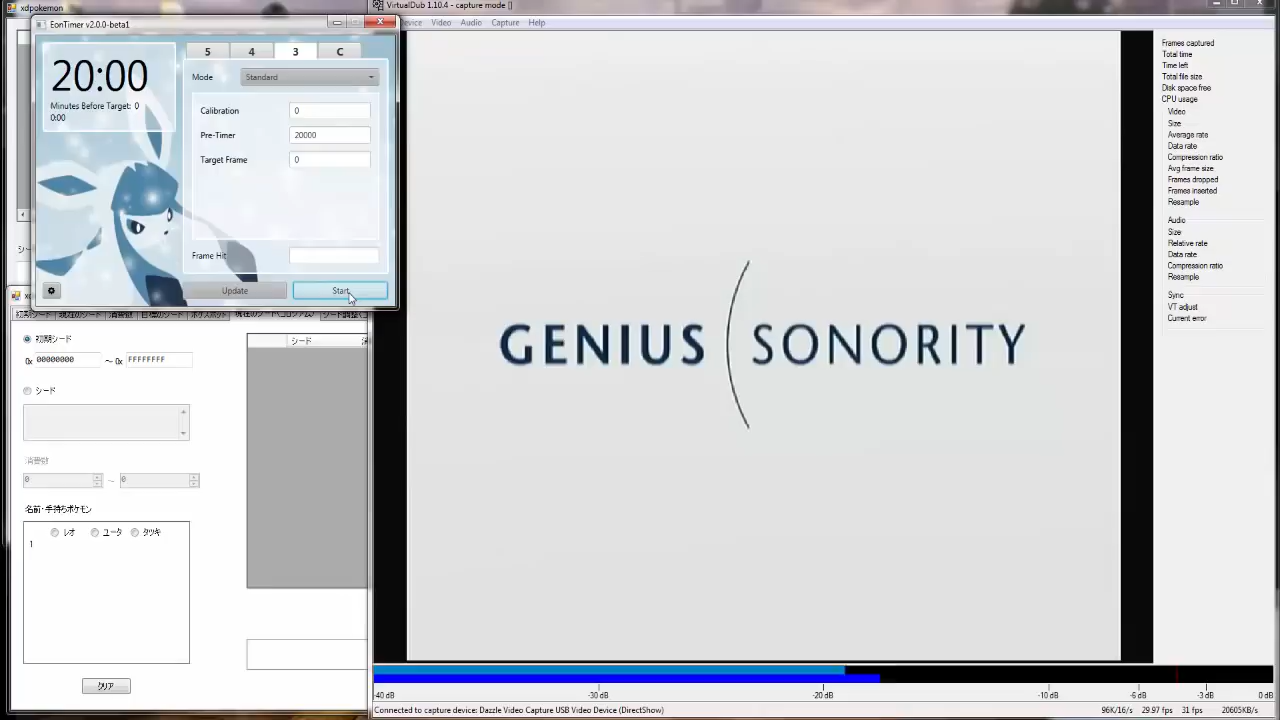 xdpokemon
EonTimer v2.0.0-beta1
20:00
Minutes Before Target: 0
0:00
5 4 3 C
Mode Standard
Calibration 0
Pre-Timer 20000
Target Frame 0
Frame Hit
Update Start
初期シード
0x 00000000 ～0x FFFFFFFF
シード
消費数
0 ～ 0
名前・手持ちポケモン
レオ ユータ タツキ
1
クリア
シード
VirtualDub 1.10.4 - capture mode []
Device Video Audio Capture Help
GENIUS SONORITY
Frames captured
Total time
Time left
Total file size
Disk space free
CPU usage
Video
Size
Average rate
Data rate
Compression ratio
Avg frame size
Frames dropped
Frames inserted
Resample
Audio
Size
Relative rate
Data rate
Compression ratio
Resample
Sync
VT adjust
Current error
-40 dB -30 dB -20 dB -10 dB -6 dB -3 dB 0 dB
Connected to capture device: Dazzle Video Capture USB Video Device (DirectShow)
96K/16/s 29.97 fps 31 fps 20605KB/s